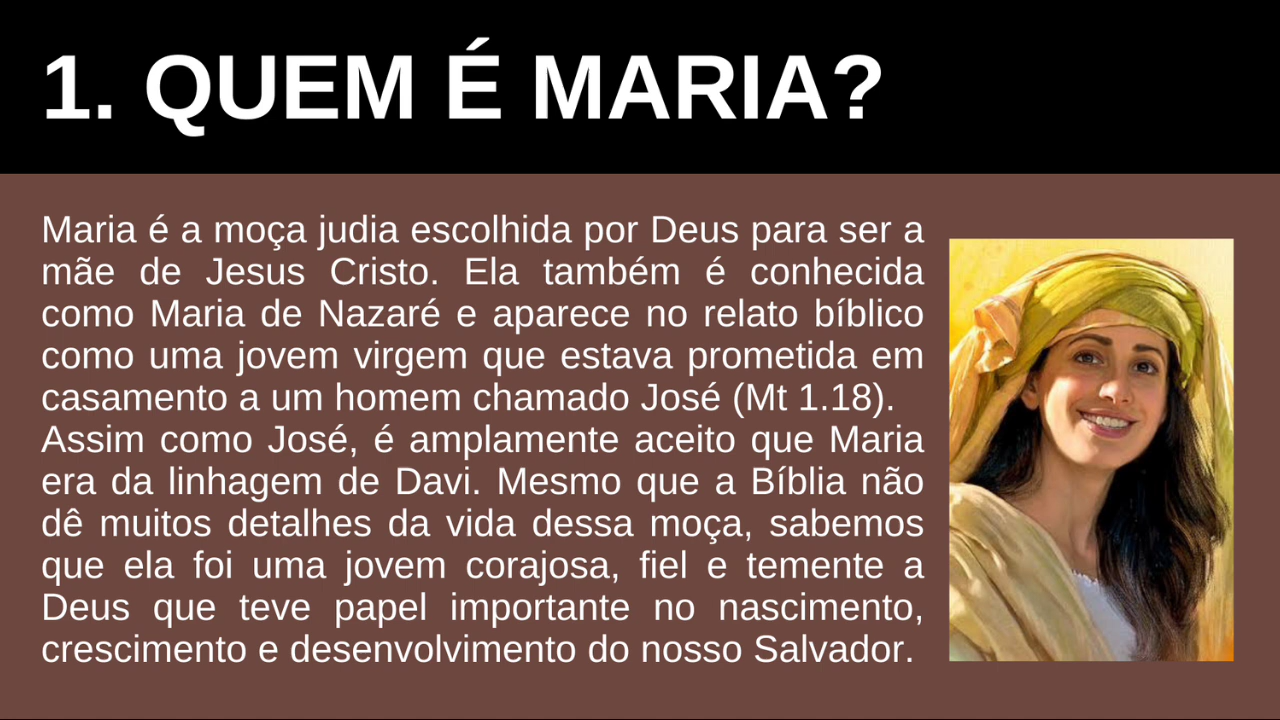 1. QUEM É MARIA?
Maria é a moça judia escolhida por Deus para ser a
mãe de Jesus Cristo. Ela também é conhecida
como Maria de Nazaré e aparece no relato bíblico
como uma jovem virgem que estava prometida em
casamento a um homem chamado José (Mt 1.18).
Assim como José, é amplamente aceito que Maria
era da linhagem de Davi. Mesmo que a Bíblia não
dê muitos detalhes da vida dessa moça, sabemos
que ela foi uma jovem corajosa, fiel e temente a
Deus que teve papel importante no nascimento,
crescimento e desenvolvimento do nosso Salvador.